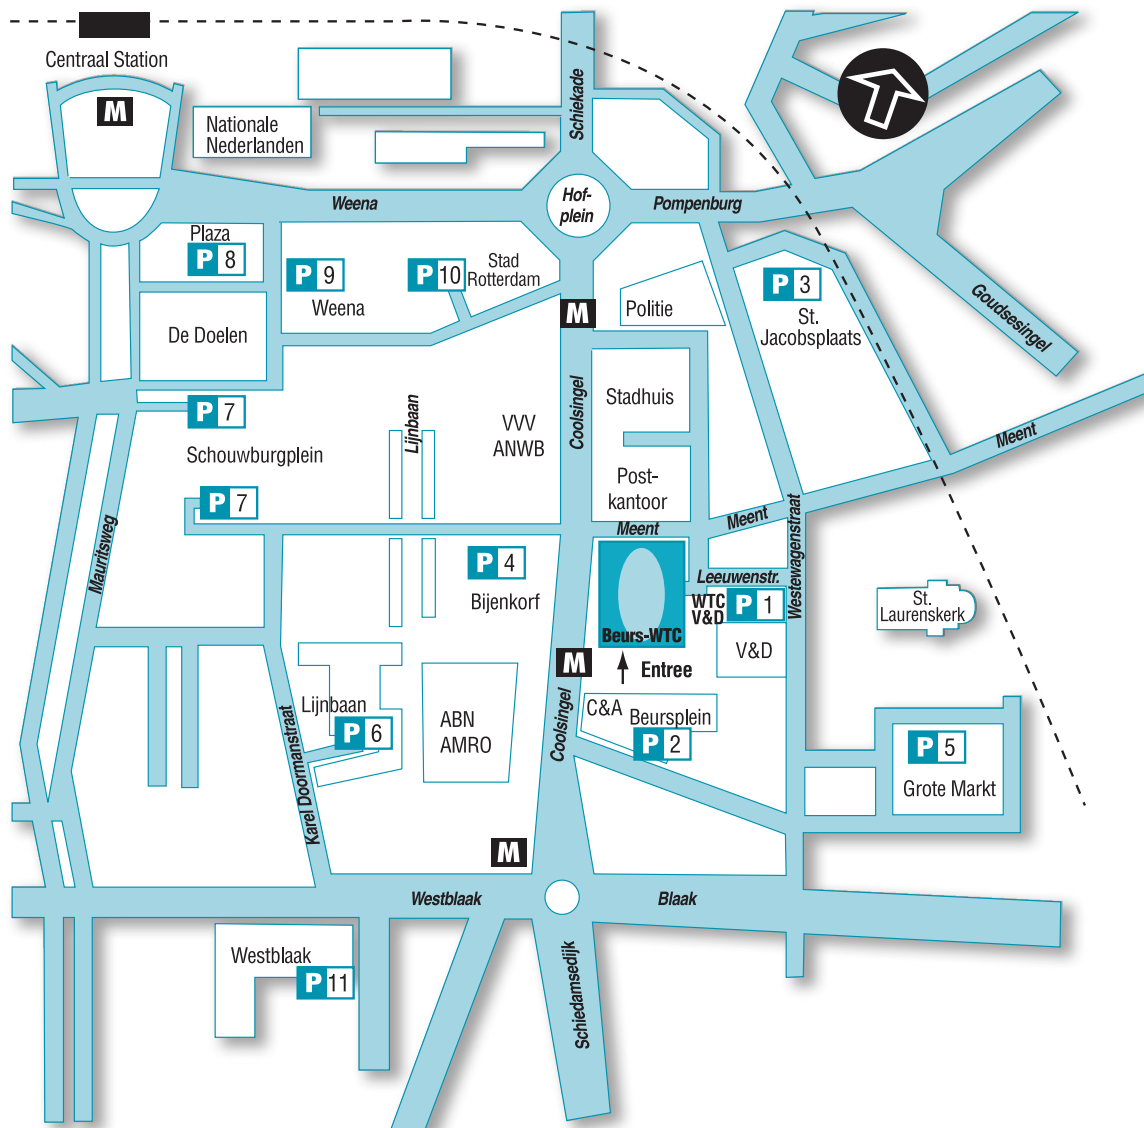 Centraal Station
M
Nationale
Nederlanden
Schiekade
Weena
Hof-
plein
Pompenburg
Plaza
P 8
P 9
Weena
P 10
Stad
Rotterdam
M
Politie
P 3
St.
Jacobsplaats
Goudsesingel
De Doelen
P 7
Schouwburgplein
P 7
Lijnbaan
VVV
ANWB
Coolsingel
Stadhuis
Post-
kantoor
Meent
Meent
Meent
Westewagenstraat
Mauritsweg
P 4
Bijenkorf
Leeuwenstr.
WTC
V&D
P 1
Beurs-WTC
V&D
St.
Laurenskerk
M
Entree
Coolsingel
C&A
Beursplein
P 2
Lijnbaan
P 6
ABN
AMRO
Karel Doormanstraat
P 5
Grote Markt
M
Westblaak
Blaak
Westblaak
P 11
Schiedamsedijk